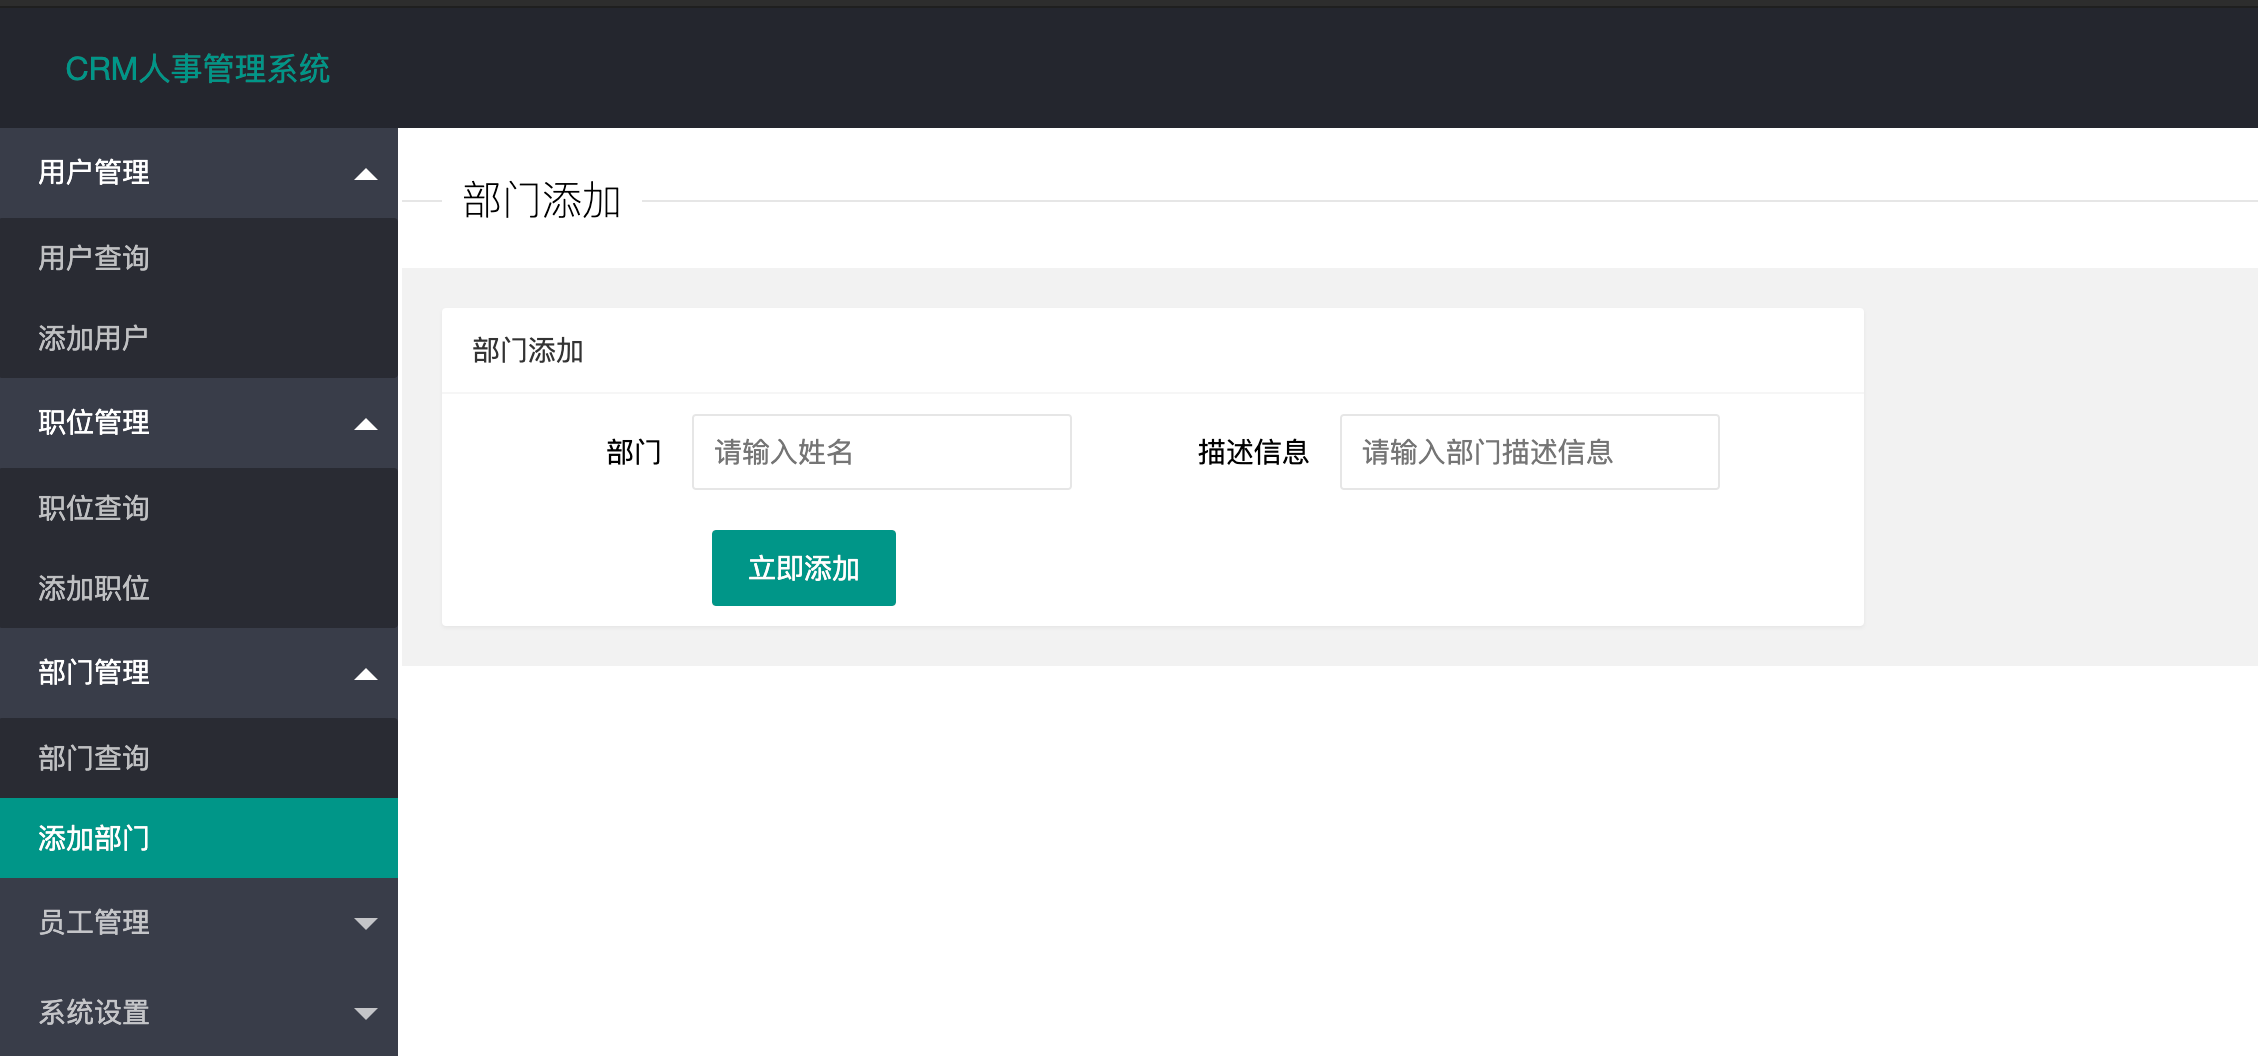 CRM人事管理系统
用户管理
用户查询
添加用户
职位管理
职位查询
添加职位
部门管理
部门查询
添加部门
员工管理
系统设置
部门添加
部门添加
部门 请输入姓名 描述信息 请输入部门描述信息
立即添加